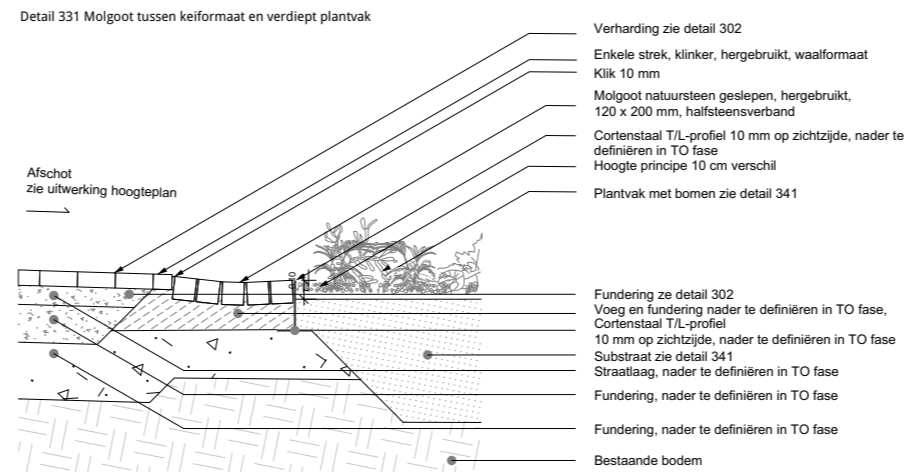 Detail 331 Molgoot tussen keiformaat en verdiept plantvak
Verharding zie detail 302
Enkele strek, klinker, hergebruikt, waalformaat
Klik 10 mm
Molgoot natuursteen geslepen, hergebruikt,
120 x 200 mm, halfsteensverband
Cortenstaal T/L-profiel 10 mm op zichtzijde, nader te
definiëren in TO fase
Hoogte principe 10 cm verschil
Plantvak met bomen zie detail 341
Afschot
zie uitwerking hoogteplan
Fundering ze detail 302
Voeg en fundering nader te definiëren in TO fase,
Cortenstaal T/L-profiel
10 mm op zichtzijde, nader te definiëren in TO fase
Substraat zie detail 341
Straatlaag, nader te definiëren in TO fase
Fundering, nader te definiëren in TO fase
Fundering, nader te definiëren in TO fase
Bestaande bodem